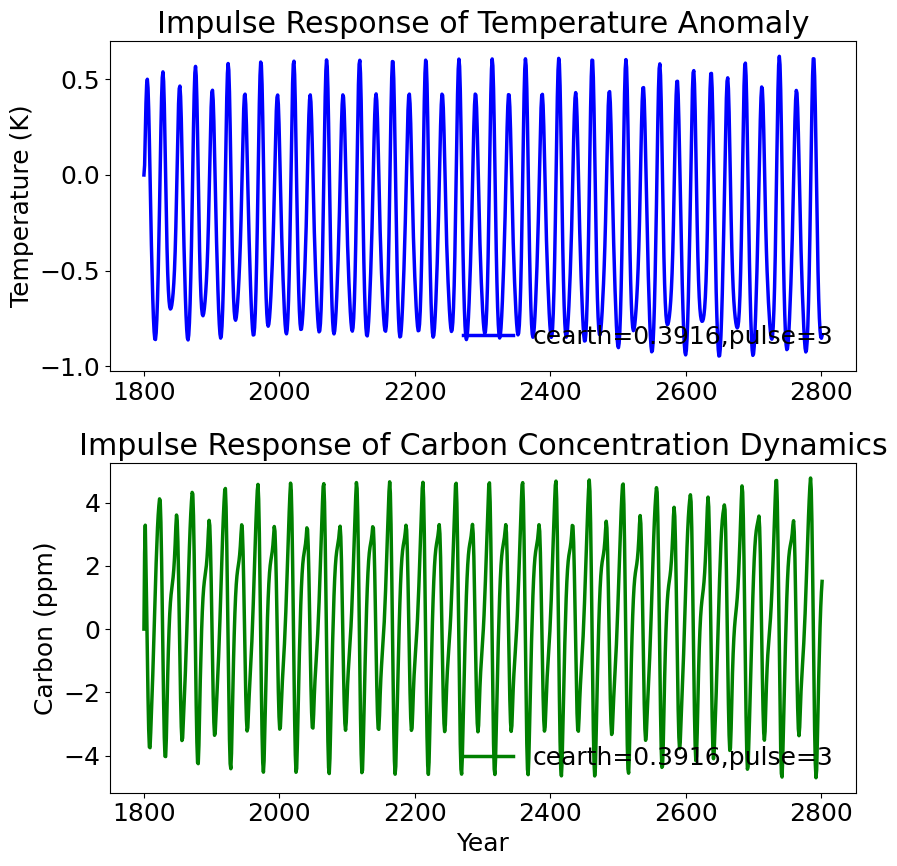 Impulse Response of Temperature Anomaly
Temperature (K)
0.5
0.0
−0.5
−1.0
cearth=0.3916,pulse=3
1800 2000 2200 2400 2600 2800
Impulse Response of Carbon Concentration Dynamics
Carbon (ppm)
4
2
0
−2
−4
cearth=0.3916,pulse=3
1800 2000 2200 2400 2600 2800
Year